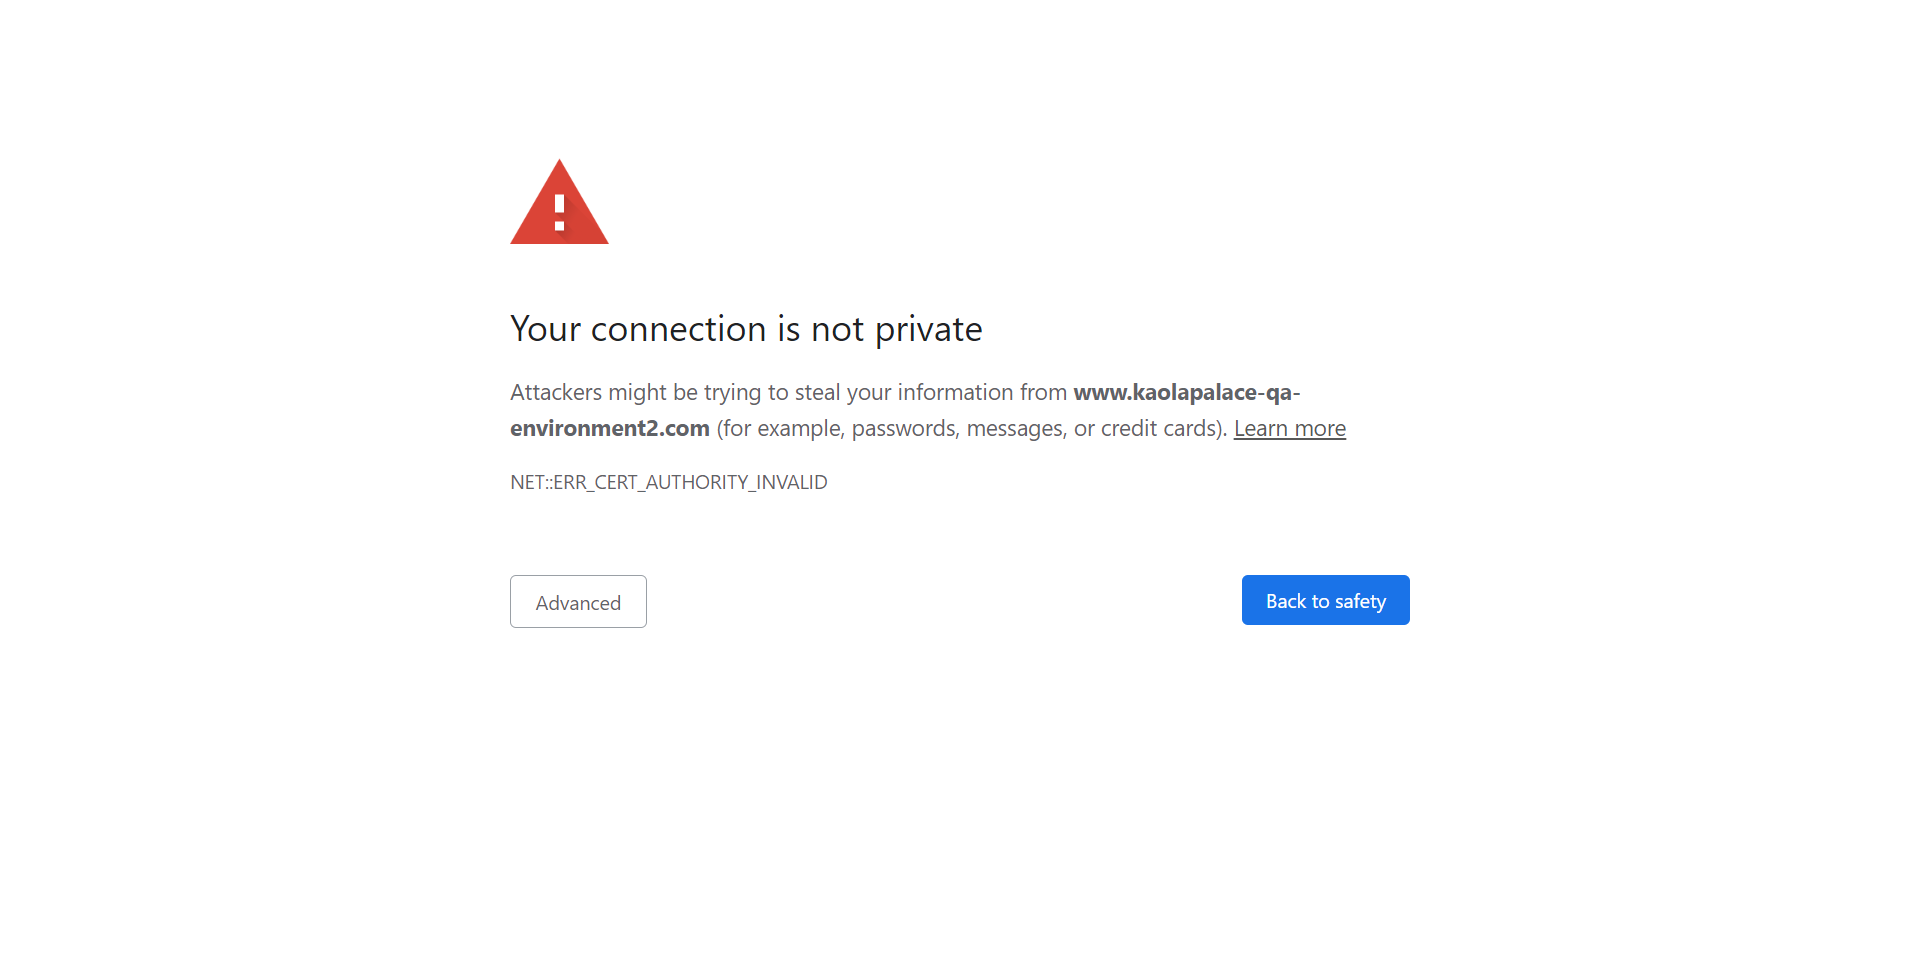 Your connection is not private
Attackers might be trying to steal your information from www.kaolapalace-qa-
environment2.com (for example, passwords, messages, or credit cards). Learn more
NET::ERR_CERT_AUTHORITY_INVALID
Advanced
Back to safety